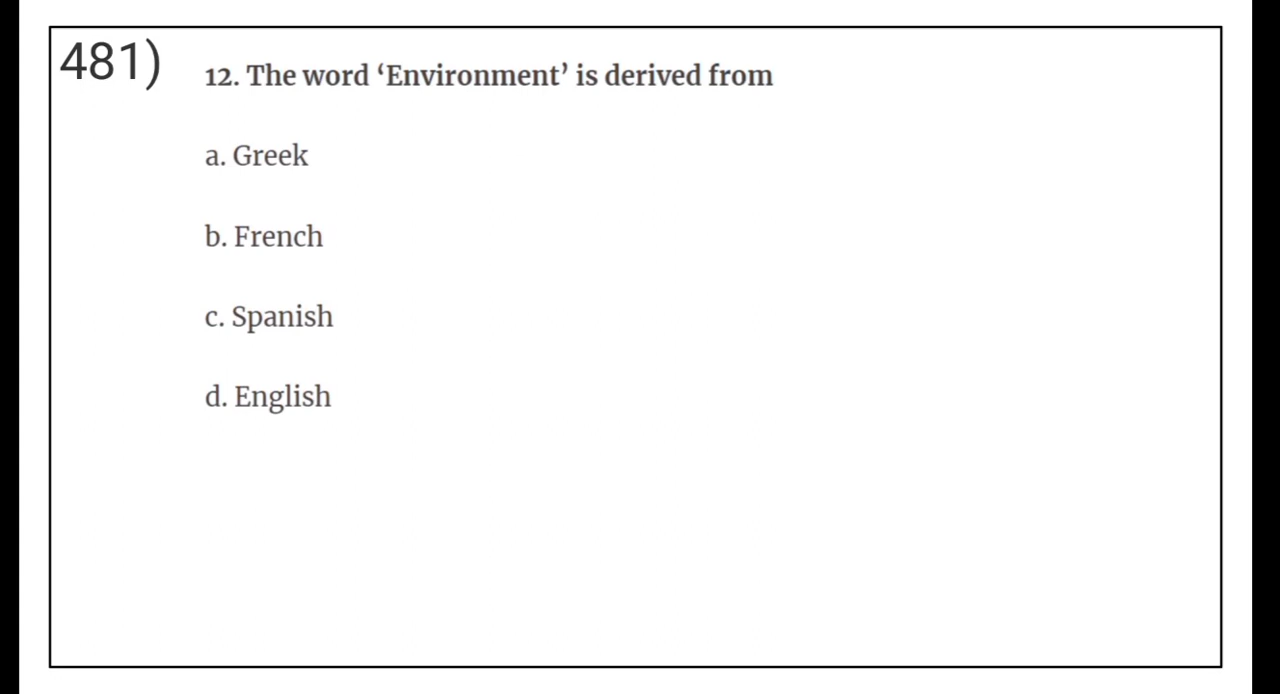 481)
12. The word ‘Environment’ is derived from
a. Greek
b. French
c. Spanish
d. English